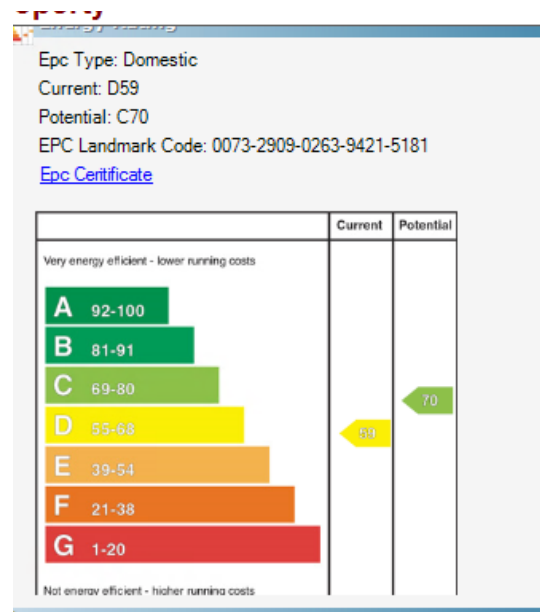 Epc Type: Domestic
Current: D59
Potential: C70
EPC Landmark Code: 0073-2909-0263-9421-5181
Epc Ceritificate
Current Potential
Very energy efficient - lower running costs
A 92-100
B 81-91
C 69-80
70
D 55-68
59
E 39-54
F 21-38
G 1-20
Not energy efficient - higher running costs